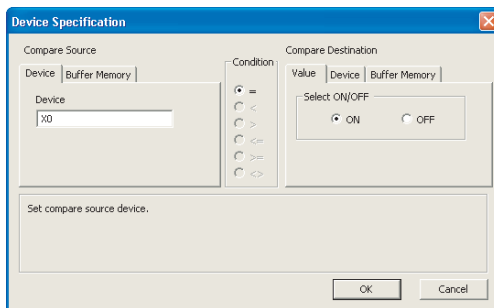 Device Specification
Compare Source
Device
Buffer Memory
Device
X0
Condition
=
<
>
<=
>=
<>
Compare Destination
Value
Device
Buffer Memory
Select ON/OFF
ON
OFF
Set compare source device.
OK
Cancel